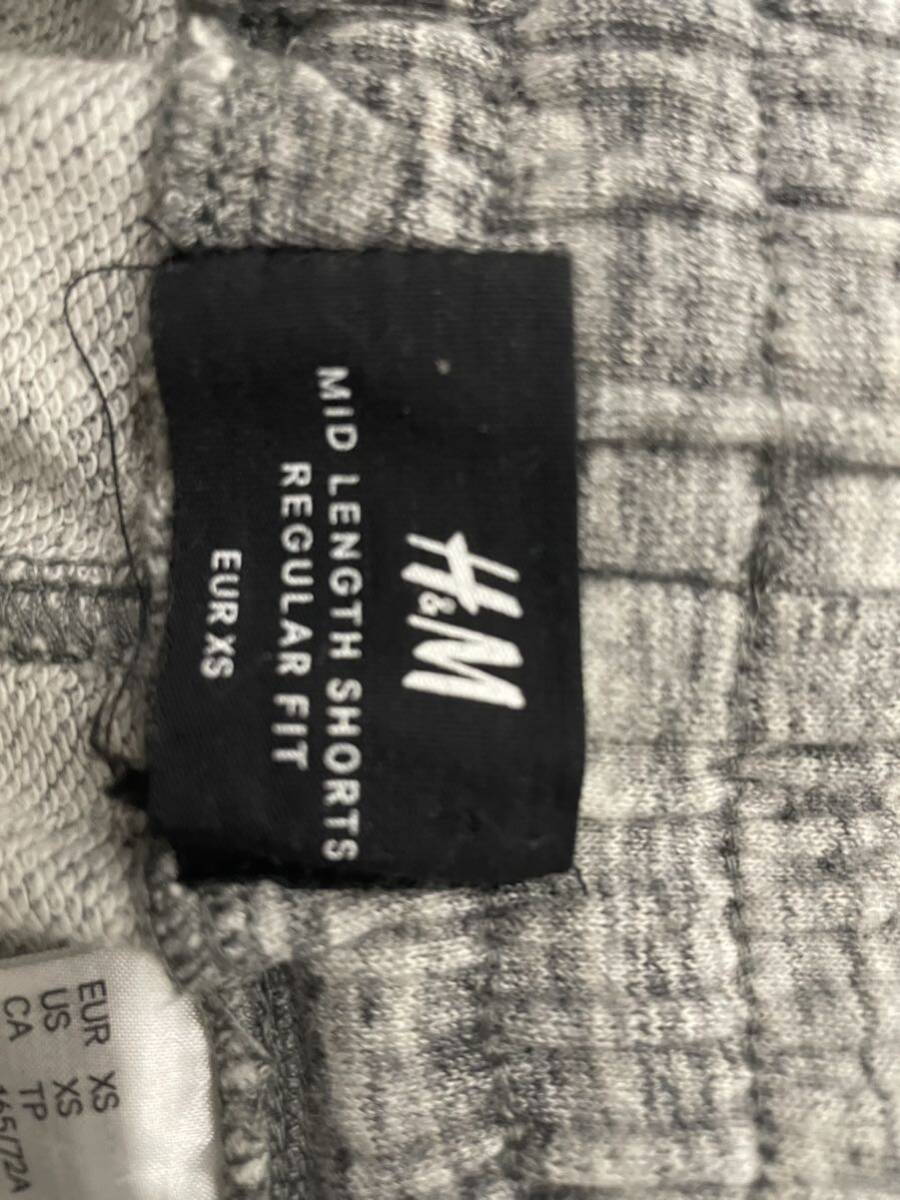 H&M
MID LENGTH SHORTS
REGULAR FIT
EUR XS
EUR XS
US XS
CA TP